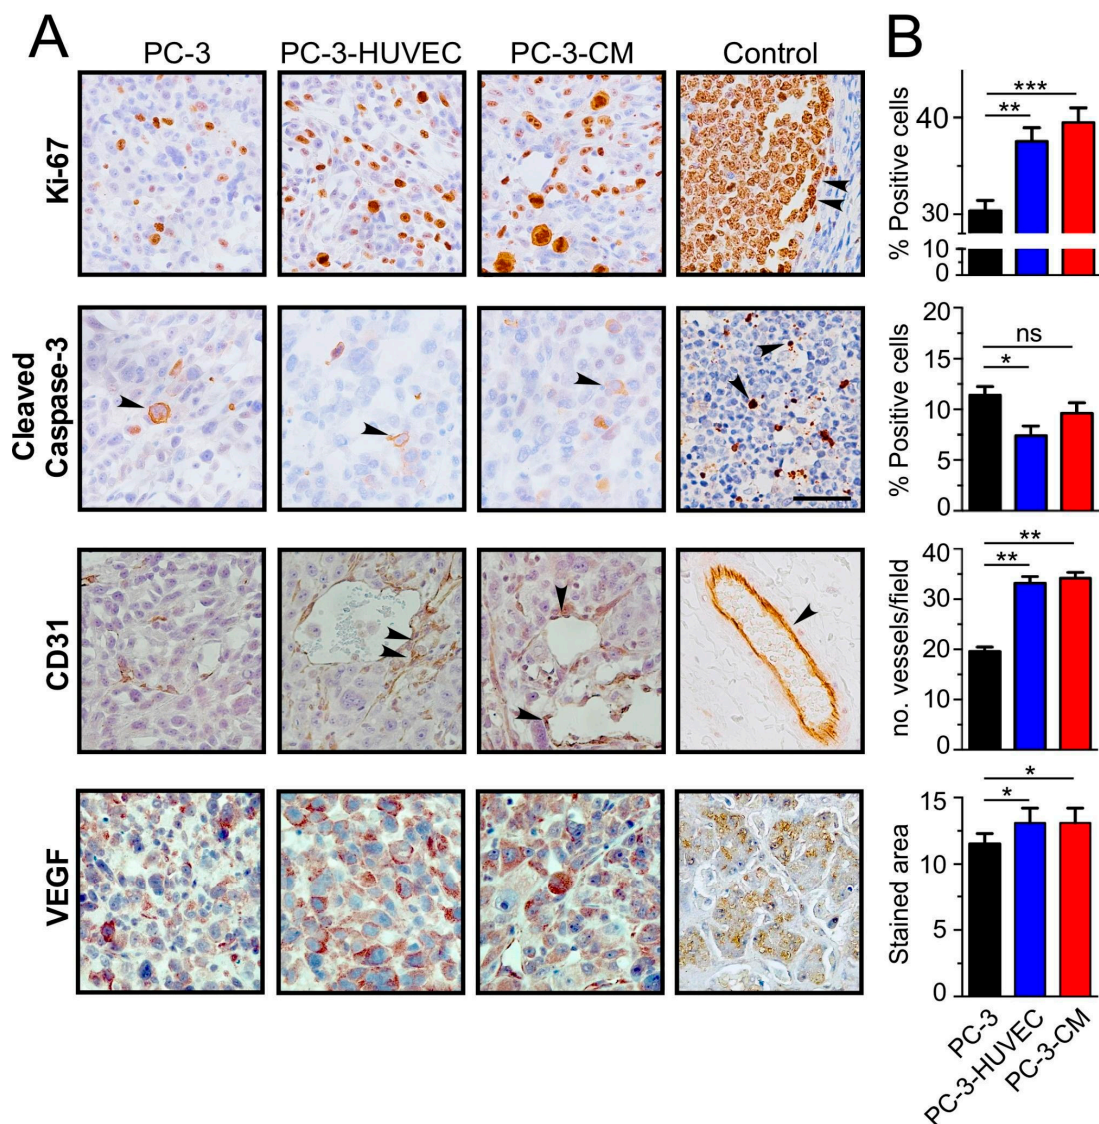 A
B
PC-3
PC-3-HUVEC
PC-3-CM
Control
Ki-67
Cleaved
Caspase-3
CD31
VEGF
% Positive cells
40
30
10
0
***
**
% Positive cells
20
15
10
5
0
ns
*
no. vessels/field
40
30
20
10
0
**
**
Stained area
15
10
5
0
*
*
PC-3
PC-3-HUVEC
PC-3-CM